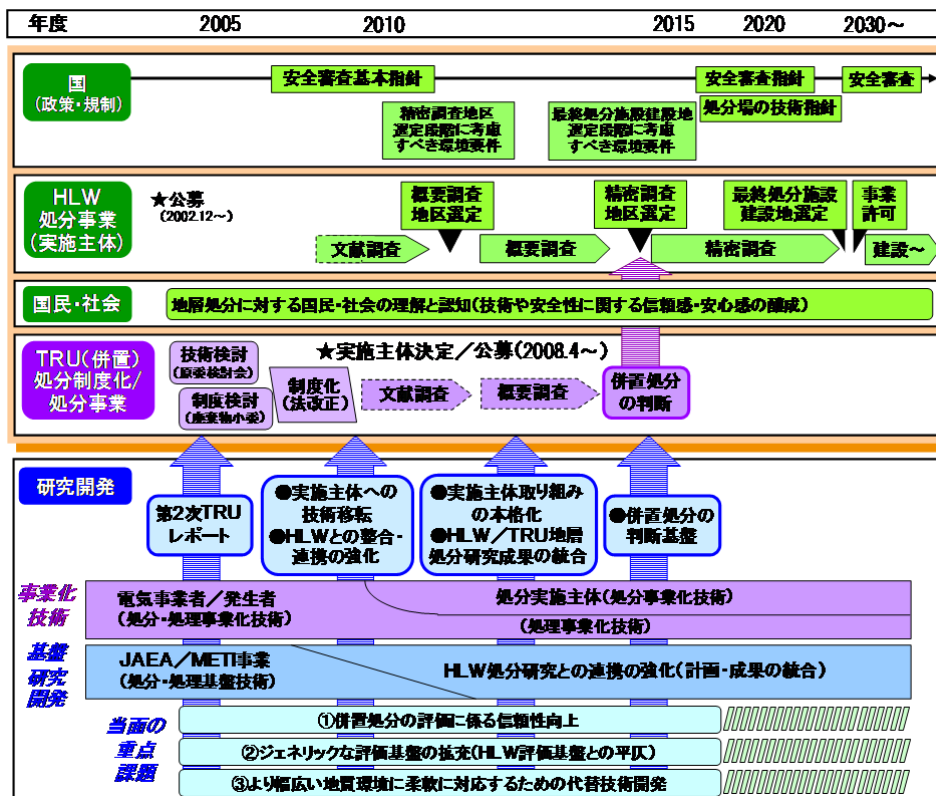 年度 2005 2010 2015 2020 2030～
国
(政策・規制)
安全審査基本指針
安全審査指針
安全審査
処分場の技術指針
精密調査地区
選定段階に考慮
すべき環境要件
最終処分施設建設地
選定段階に考慮
すべき環境要件
HLW
処分事業
(実施主体)
★公募
(2002.12～)
概要調査
地区選定
精密調査
地区選定
最終処分施設
建設地選定
事業
許可
文献調査
概要調査
精密調査
建設～
国民・社会
地層処分に対する国民・社会の理解と認知(技術や安全性に関する信頼感・安心感の醸成)
TRU(併置)
処分制度化/
処分事業
技術検討
(原委検討会)
制度検討
(廃棄物小委)
★実施主体決定／公募(2008.4～)
制度化
(法改正)
文献調査
概要調査
併置処分
の判断
研究開発
第2次TRU
レポート
●実施主体への
技術移転
●HLWとの整合・
連携の強化
●実施主体取り組み
の本格化
●HLW／TRU地層
処分研究成果の統合
●併置処分の
判断基盤
事業化
技術
電気事業者／発生者
(処分・処理事業化技術)
処分実施主体(処分事業化技術)
(処理事業化技術)
基盤
研究
開発
JAEA／METI事業
(処分・処理基盤技術)
HLW処分研究との連携の強化(計画・成果の統合)
当面の
重点
課題
①併置処分の評価に係る信頼性向上
②ジェネリックな評価基盤の拡充(HLW評価基盤との平仄)
③より幅広い地質環境に柔軟に対応するための代替技術開発